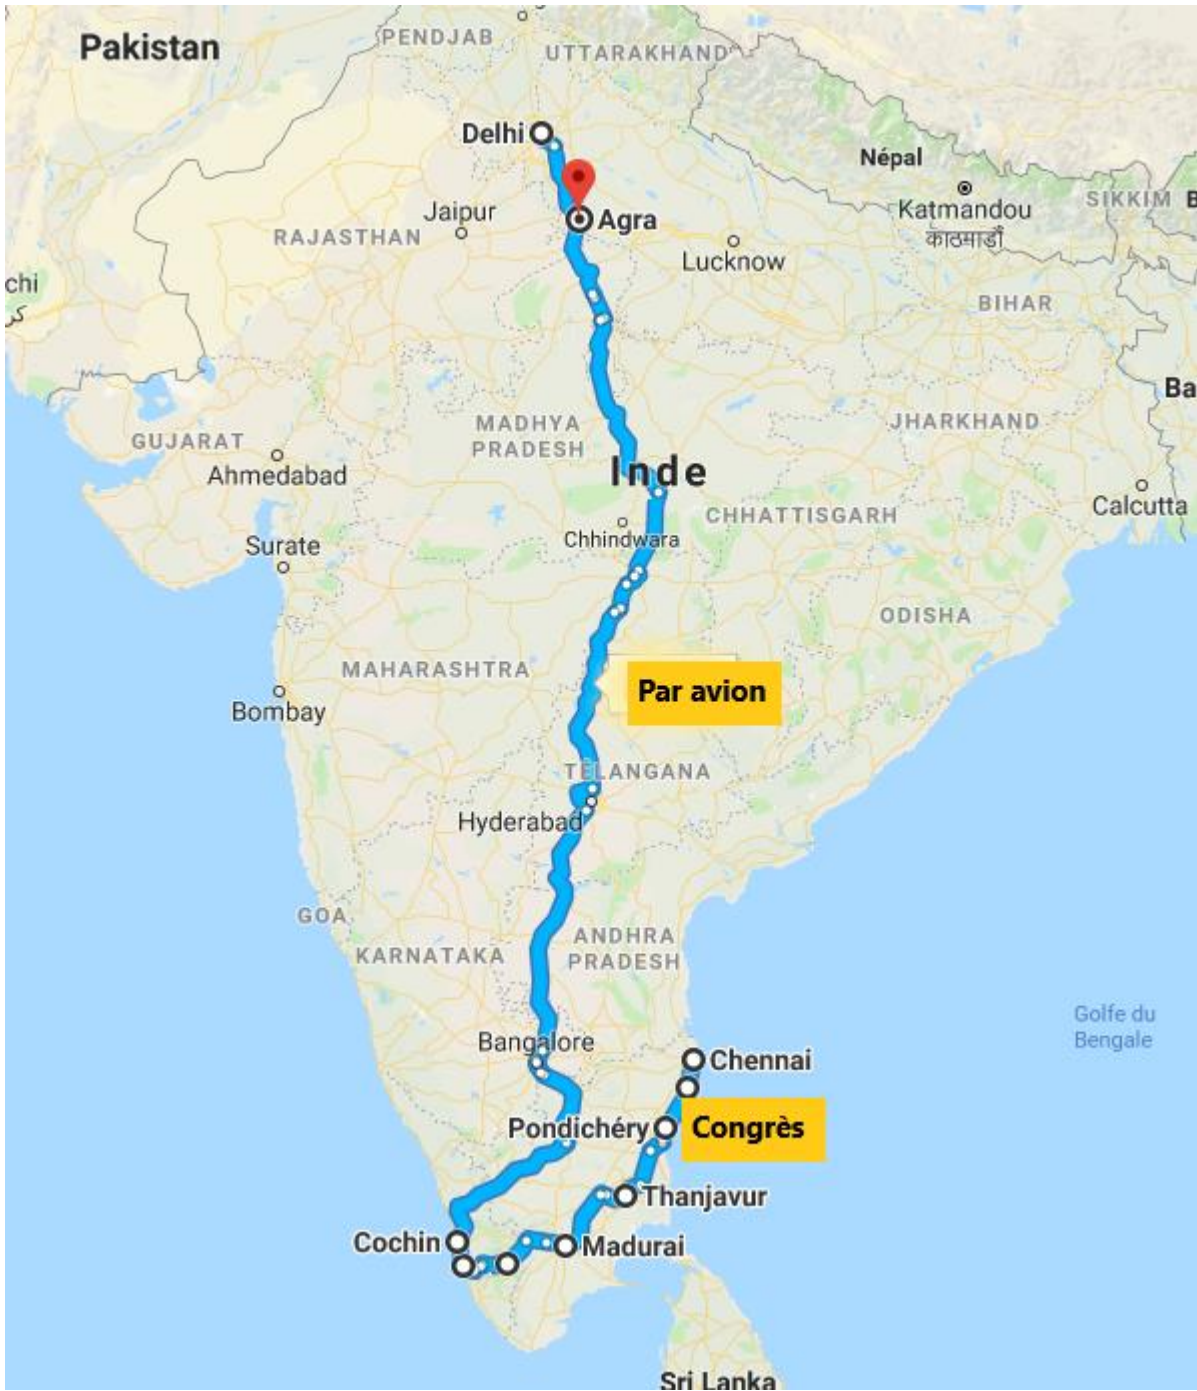 Pakistan
PENDJAB
UTTARAKHAND
Delhi
Népal
Agra
Jaipur
Katmandou
काठमाडौँ
SIKKIM
B
RAJASTHAN
Lucknow
chi
BIHAR
Ba
MADHYA
PRADESH
JHARKHAND
GUJARAT
Ahmedabad
Inde
Calcutta
CHHATTISGARH
Chhindwara
Surate
ODISHA
MAHARASHTRA
Par avion
Bombay
TELANGANA
Hyderabad
GOA
ANDHRA
PRADESH
KARNATAKA
Golfe du
Bengale
Bangalore
Chennai
Pondichéry
Congrès
Thanjavur
Cochin
Madurai
Sri Lanka